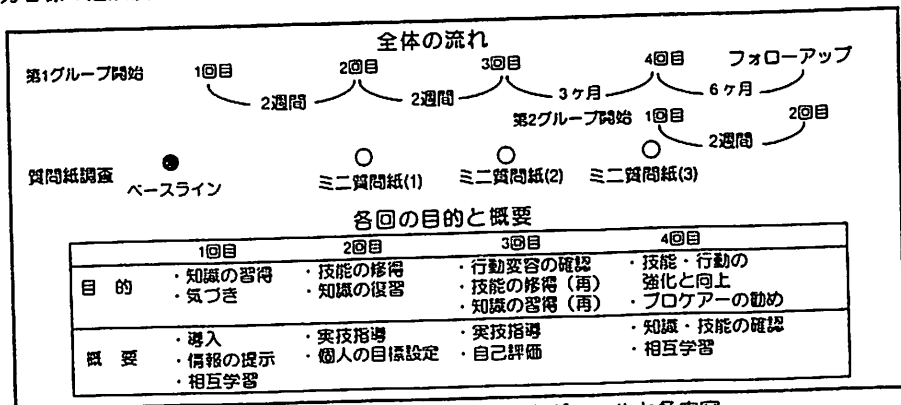 全体の流れ
第1グループ開始 1回目 2回目 3回目 4回目 フォローアップ
2週間 2週間 3ヶ月 6ヶ月
第2グループ開始 1回目 2回目
2週間
質問紙調査
ベースライン ミニ質問紙(1) ミニ質問紙(2) ミニ質問紙(3)
各回の目的と概要
1回目 2回目 3回目 4回目
目 的
・知識の習得
・気づき
・技能の修得
・知識の復習
・行動変容の確認
・技能の修得（再）
・知識の習得（再）
・技能・行動の
強化と向上
・プロケアーの勧め
概 要
・導入
・情報の提示
・相互学習
・実技指導
・個人の目標設定
・実技指導
・自己評価
・知識・技能の確認
・相互学習